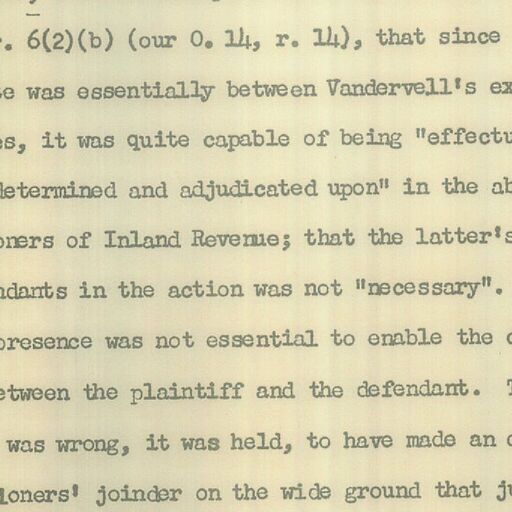 r. 6(2)(b) (our O. 14, r. 14), that since
te was essentially between Vandervell's ex
es, it was quite capable of being "effectu
determined and adjudicated upon" in the ab
oners of Inland Revenue; that the latter's
ndants in the action was not "necessary".
presence was not essential to enable the
etween the plaintiff and the defendant.
was wrong, it was held, to have made an
ioners' joinder on the wide ground that ju